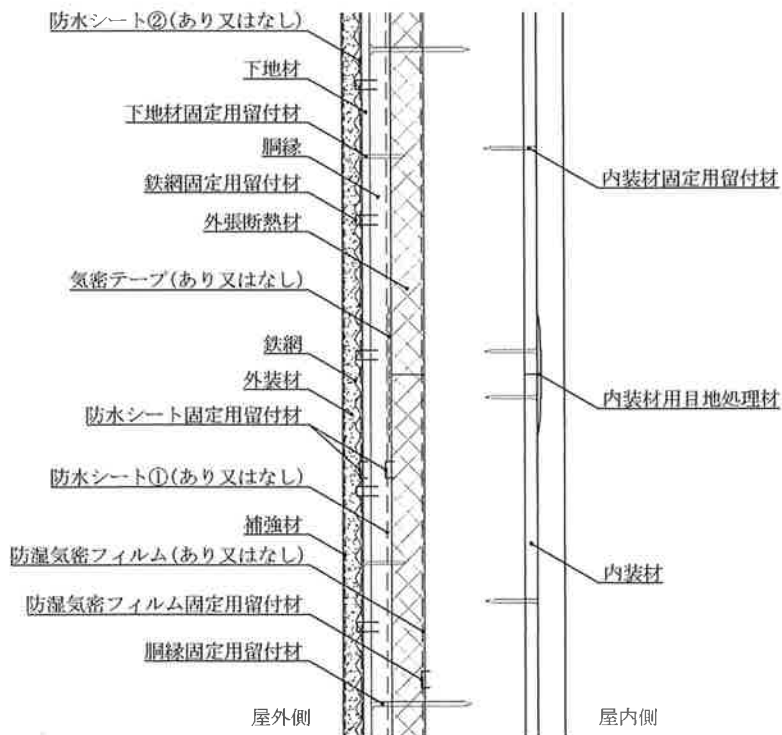 防水シート②(あり又はなし)
下地材
下地材固定用留付材
胴縁
鉄網固定用留付材
外張断熱材
気密テープ(あり又はなし)
鉄網
外装材
防水シート固定用留付材
防水シート①(あり又はなし)
補強材
防湿気密フィルム(あり又はなし)
防湿気密フィルム固定用留付材
胴縁固定用留付材
屋外側
内装材固定用留付材
内装材用目地処理材
内装材
屋内側